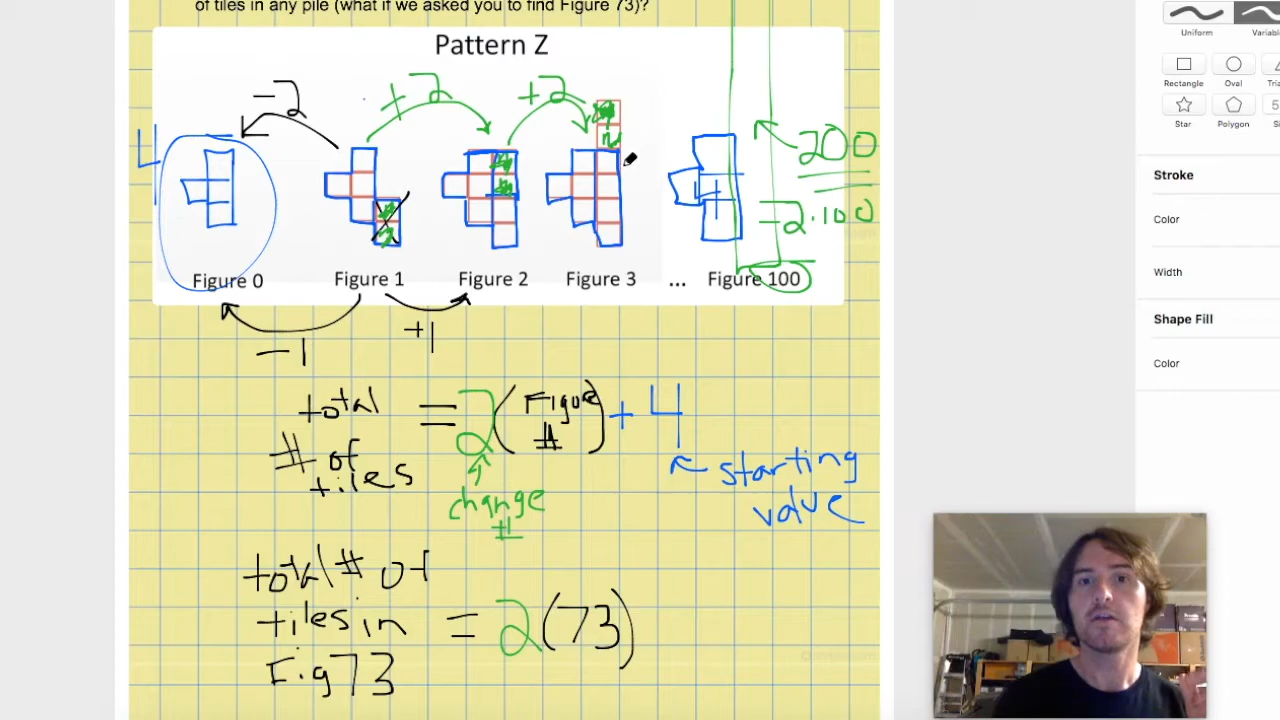 of tiles in any pile (what if we asked you to find Figure 73)?
Pattern Z
-2
+2
+2
4
200
=2.100
Figure 0
Figure 1
Figure 2
Figure 3
...
Figure 100
-1
+1
total
# of
tiles
= 2 (Figure #) + 4
change
#
starting
value
total # of
tiles in
Fig 73
= 2 (73)
Uniform
Rectangle
Oval
Star
Polygon
Stroke
Color
Width
Shape Fill
Color